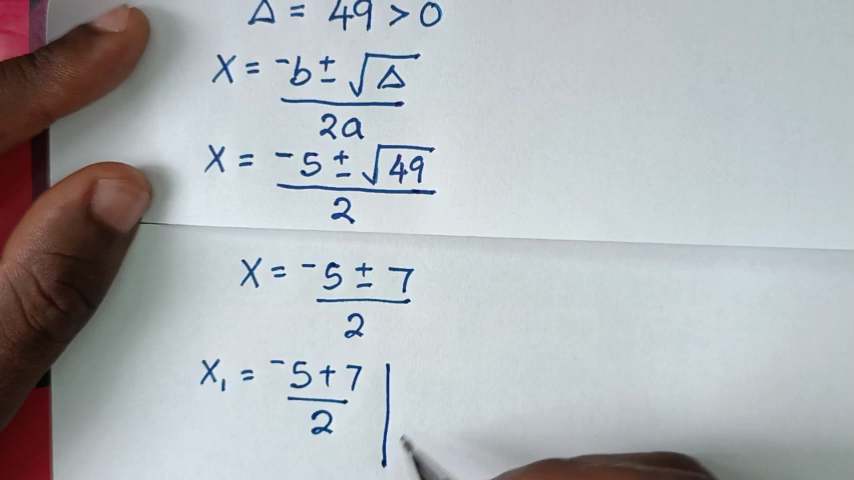 Δ = 49 > 0
X = ⁻b ± √Δ / 2a
X = ⁻5 ± √49 / 2
X = ⁻5 ± 7 / 2
X₁ = ⁻5 + 7 / 2